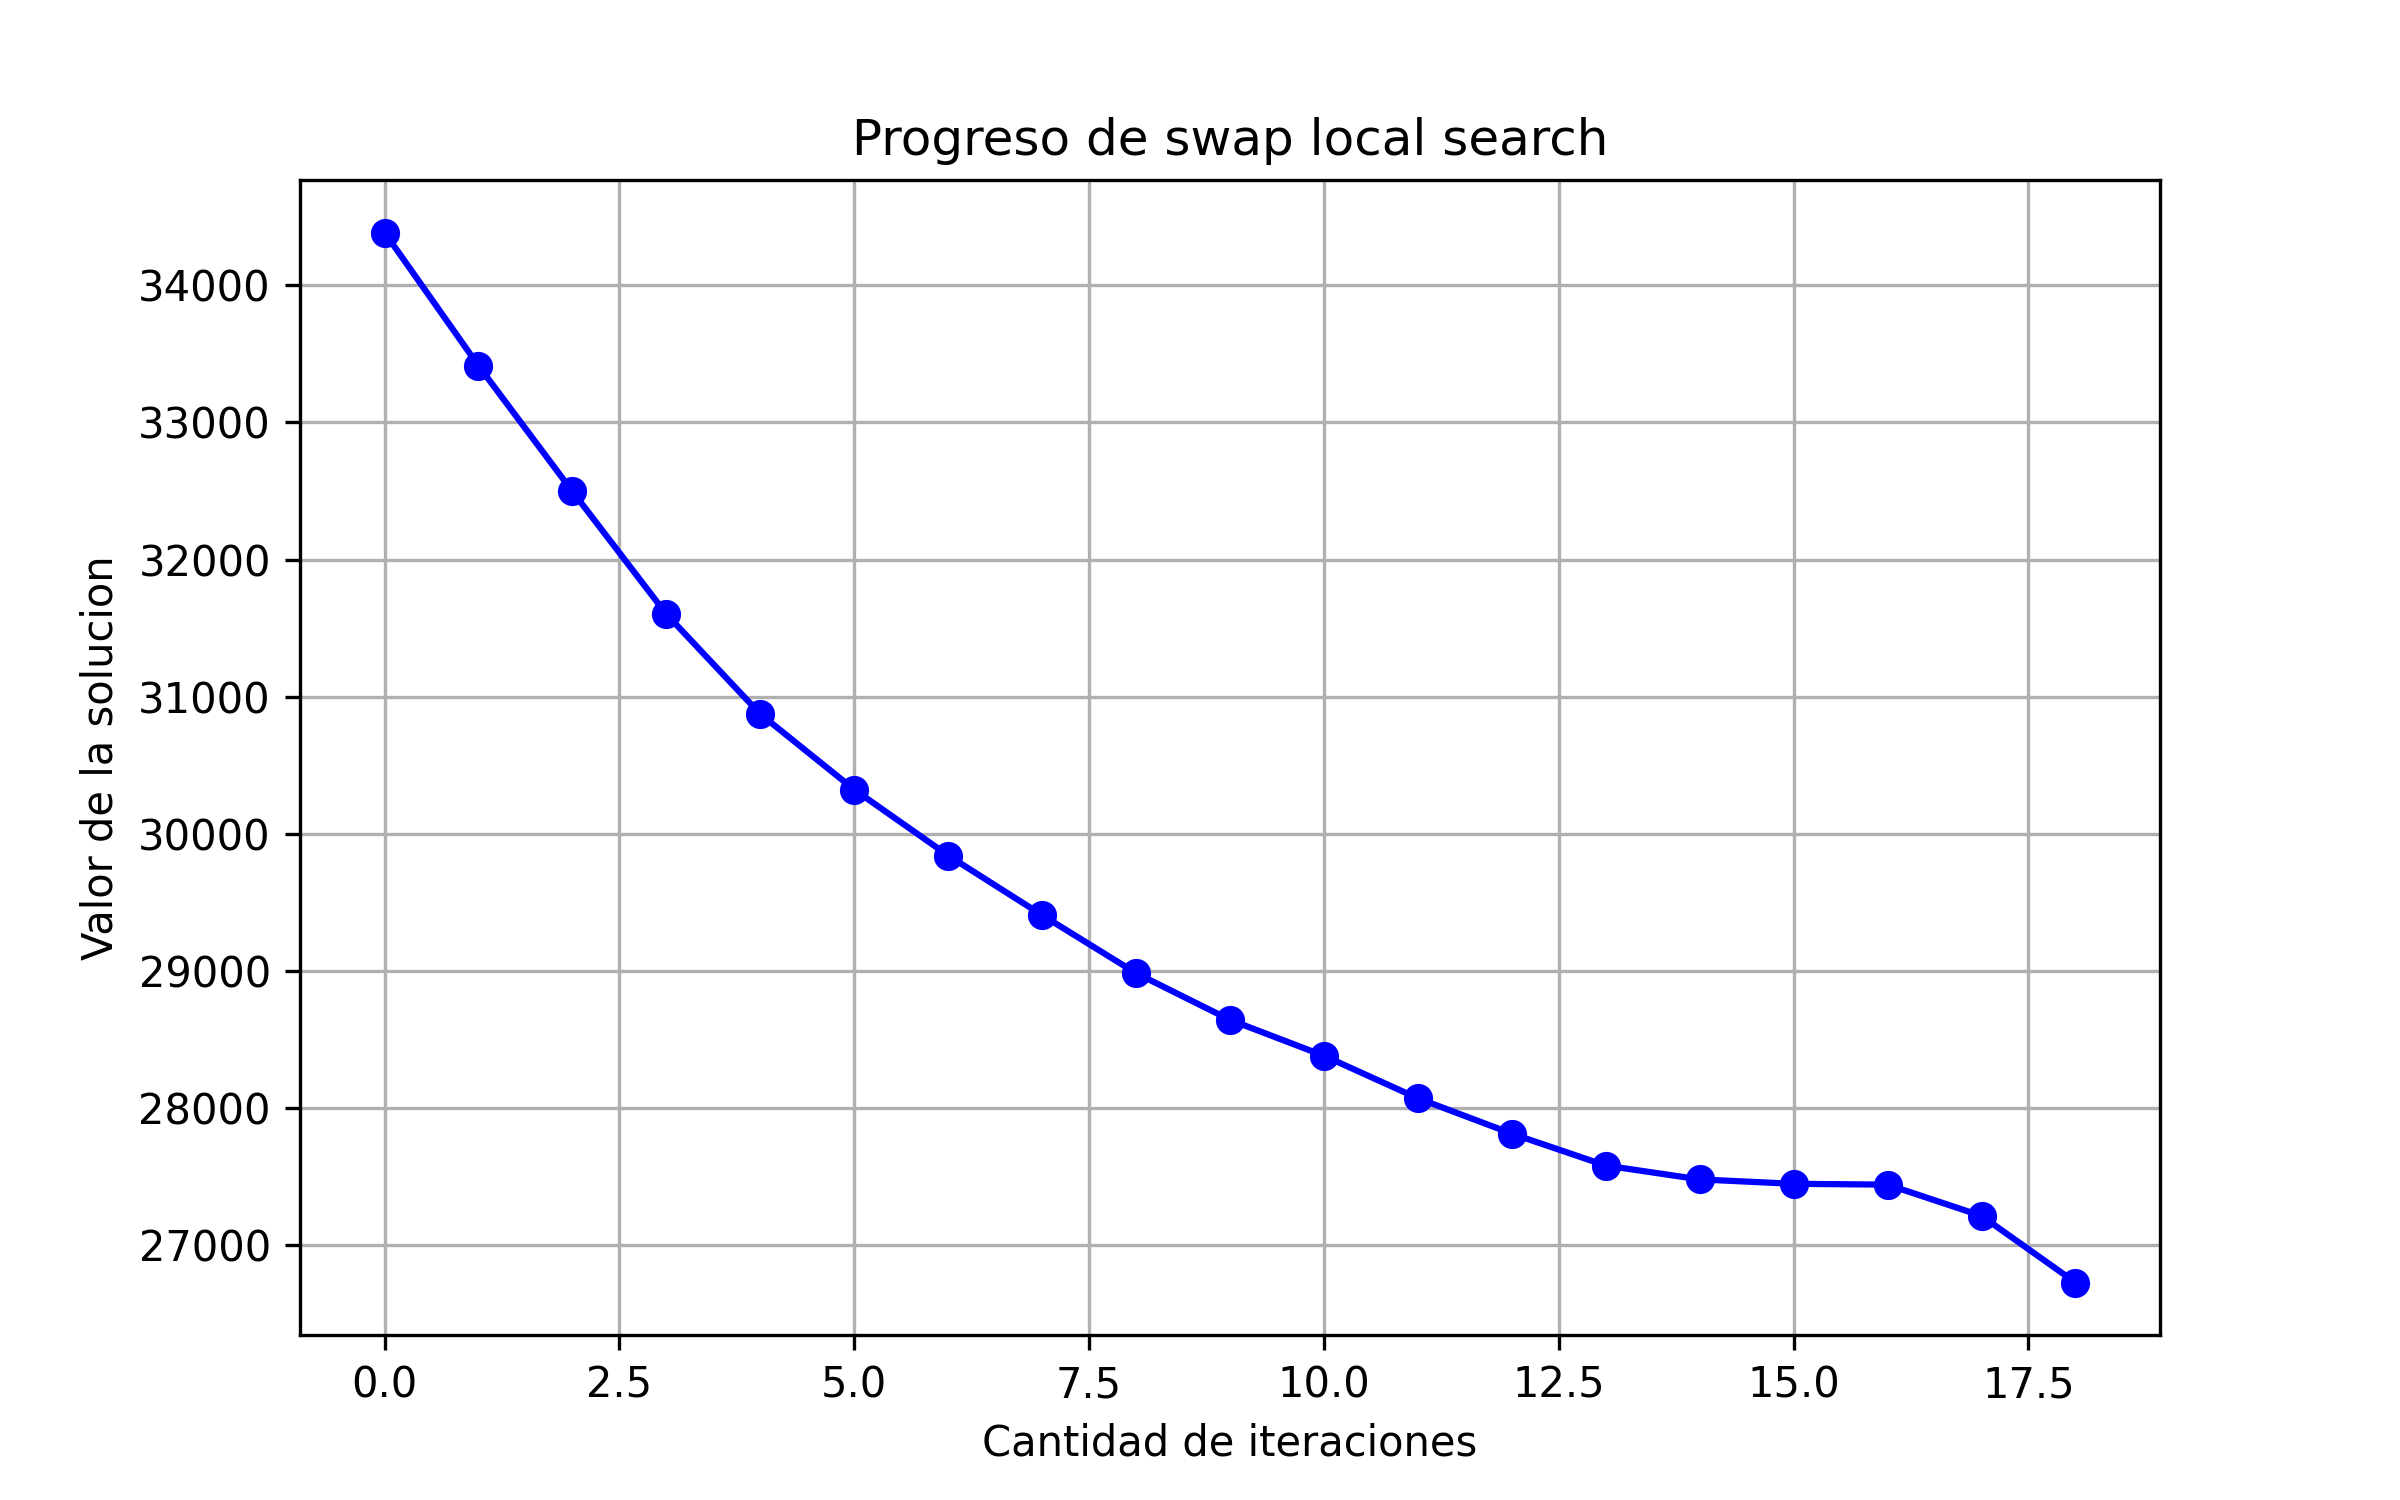 Progreso de swap local search
Valor de la solucion
34000
33000
32000
31000
30000
29000
28000
27000
0.0 2.5 5.0 7.5 10.0 12.5 15.0 17.5
Cantidad de iteraciones